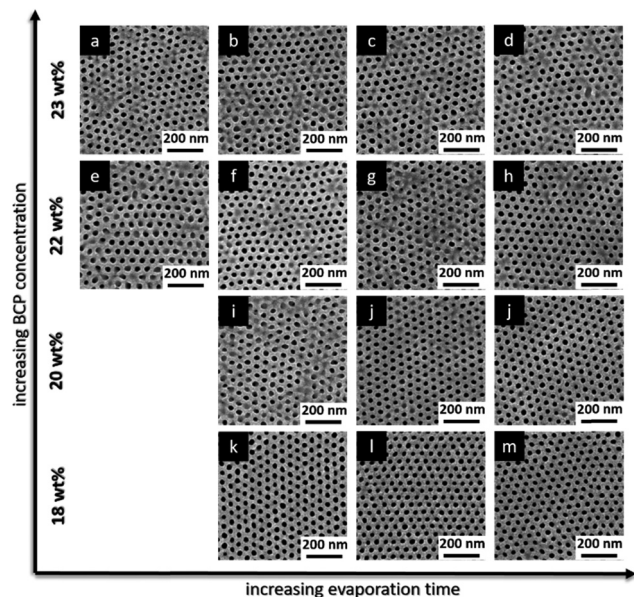 a
b
c
d
23 wt%
200 nm
200 nm
200 nm
200 nm
e
f
g
h
22 wt%
200 nm
200 nm
200 nm
200 nm
i
j
j
20 wt%
200 nm
200 nm
200 nm
k
l
m
18 wt%
200 nm
200 nm
200 nm
increasing BCP concentration
increasing evaporation time